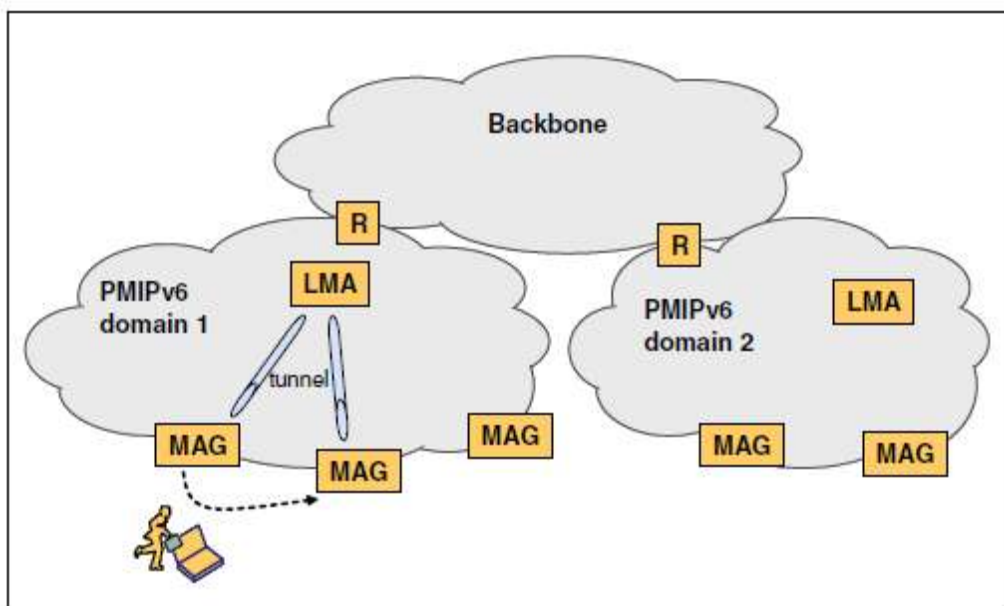 Backbone
R
R
LMA
PMIPv6
domain 1
LMA
PMIPv6
domain 2
tunnel
MAG
MAG
MAG
MAG
MAG